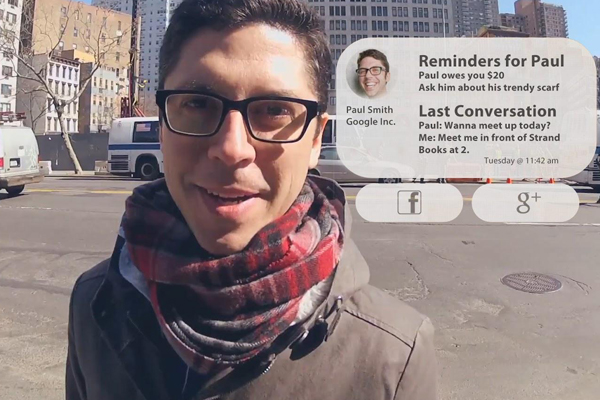 Reminders for Paul
Paul owes you $20
Ask him about his trendy scarf
Paul Smith
Google Inc.
Last Conversation
Paul: Wanna meet up today?
Me: Meet me in front of Strand
Books at 2.
Tuesday @ 11:42 am
f
g+